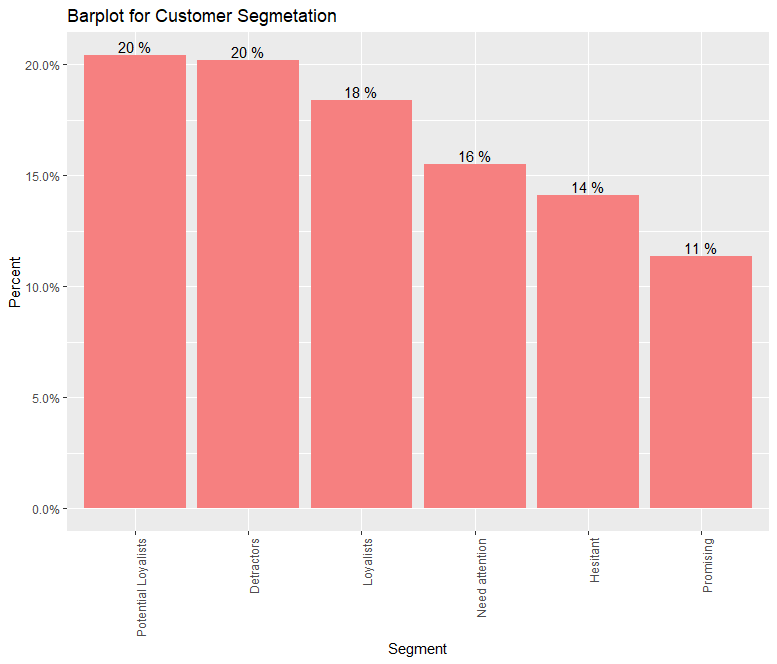 Barplot for Customer Segmetation
20 %
20 %
18 %
16 %
14 %
11 %
20.0%
15.0%
10.0%
5.0%
0.0%
Percent
Potential Loyalists
Detractors
Loyalists
Need attention
Hesitant
Promising
Segment